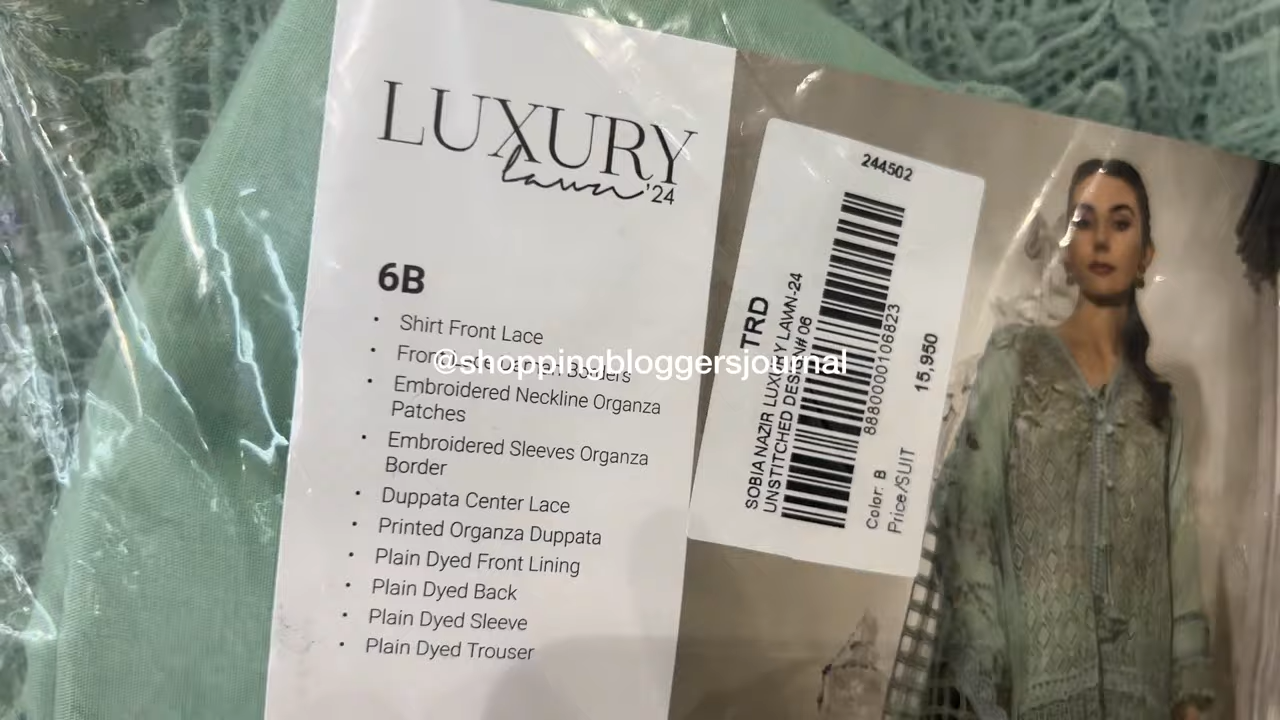 LUXURY
lawn '24
6B
• Shirt Front Lace
• Front Borders
@shoppingbloggersjournal
• Embroidered Neckline Organza
Patches
• Embroidered Sleeves Organza
Border
• Duppata Center Lace
• Printed Organza Duppata
• Plain Dyed Front Lining
• Plain Dyed Back
• Plain Dyed Sleeve
• Plain Dyed Trouser
244502
TRD
SOBIA NAZIR LUXURY LAWN-24
UNSTITCHED DESIGN# 06
8880000106823
Color: B
Price/SUIT
15,950